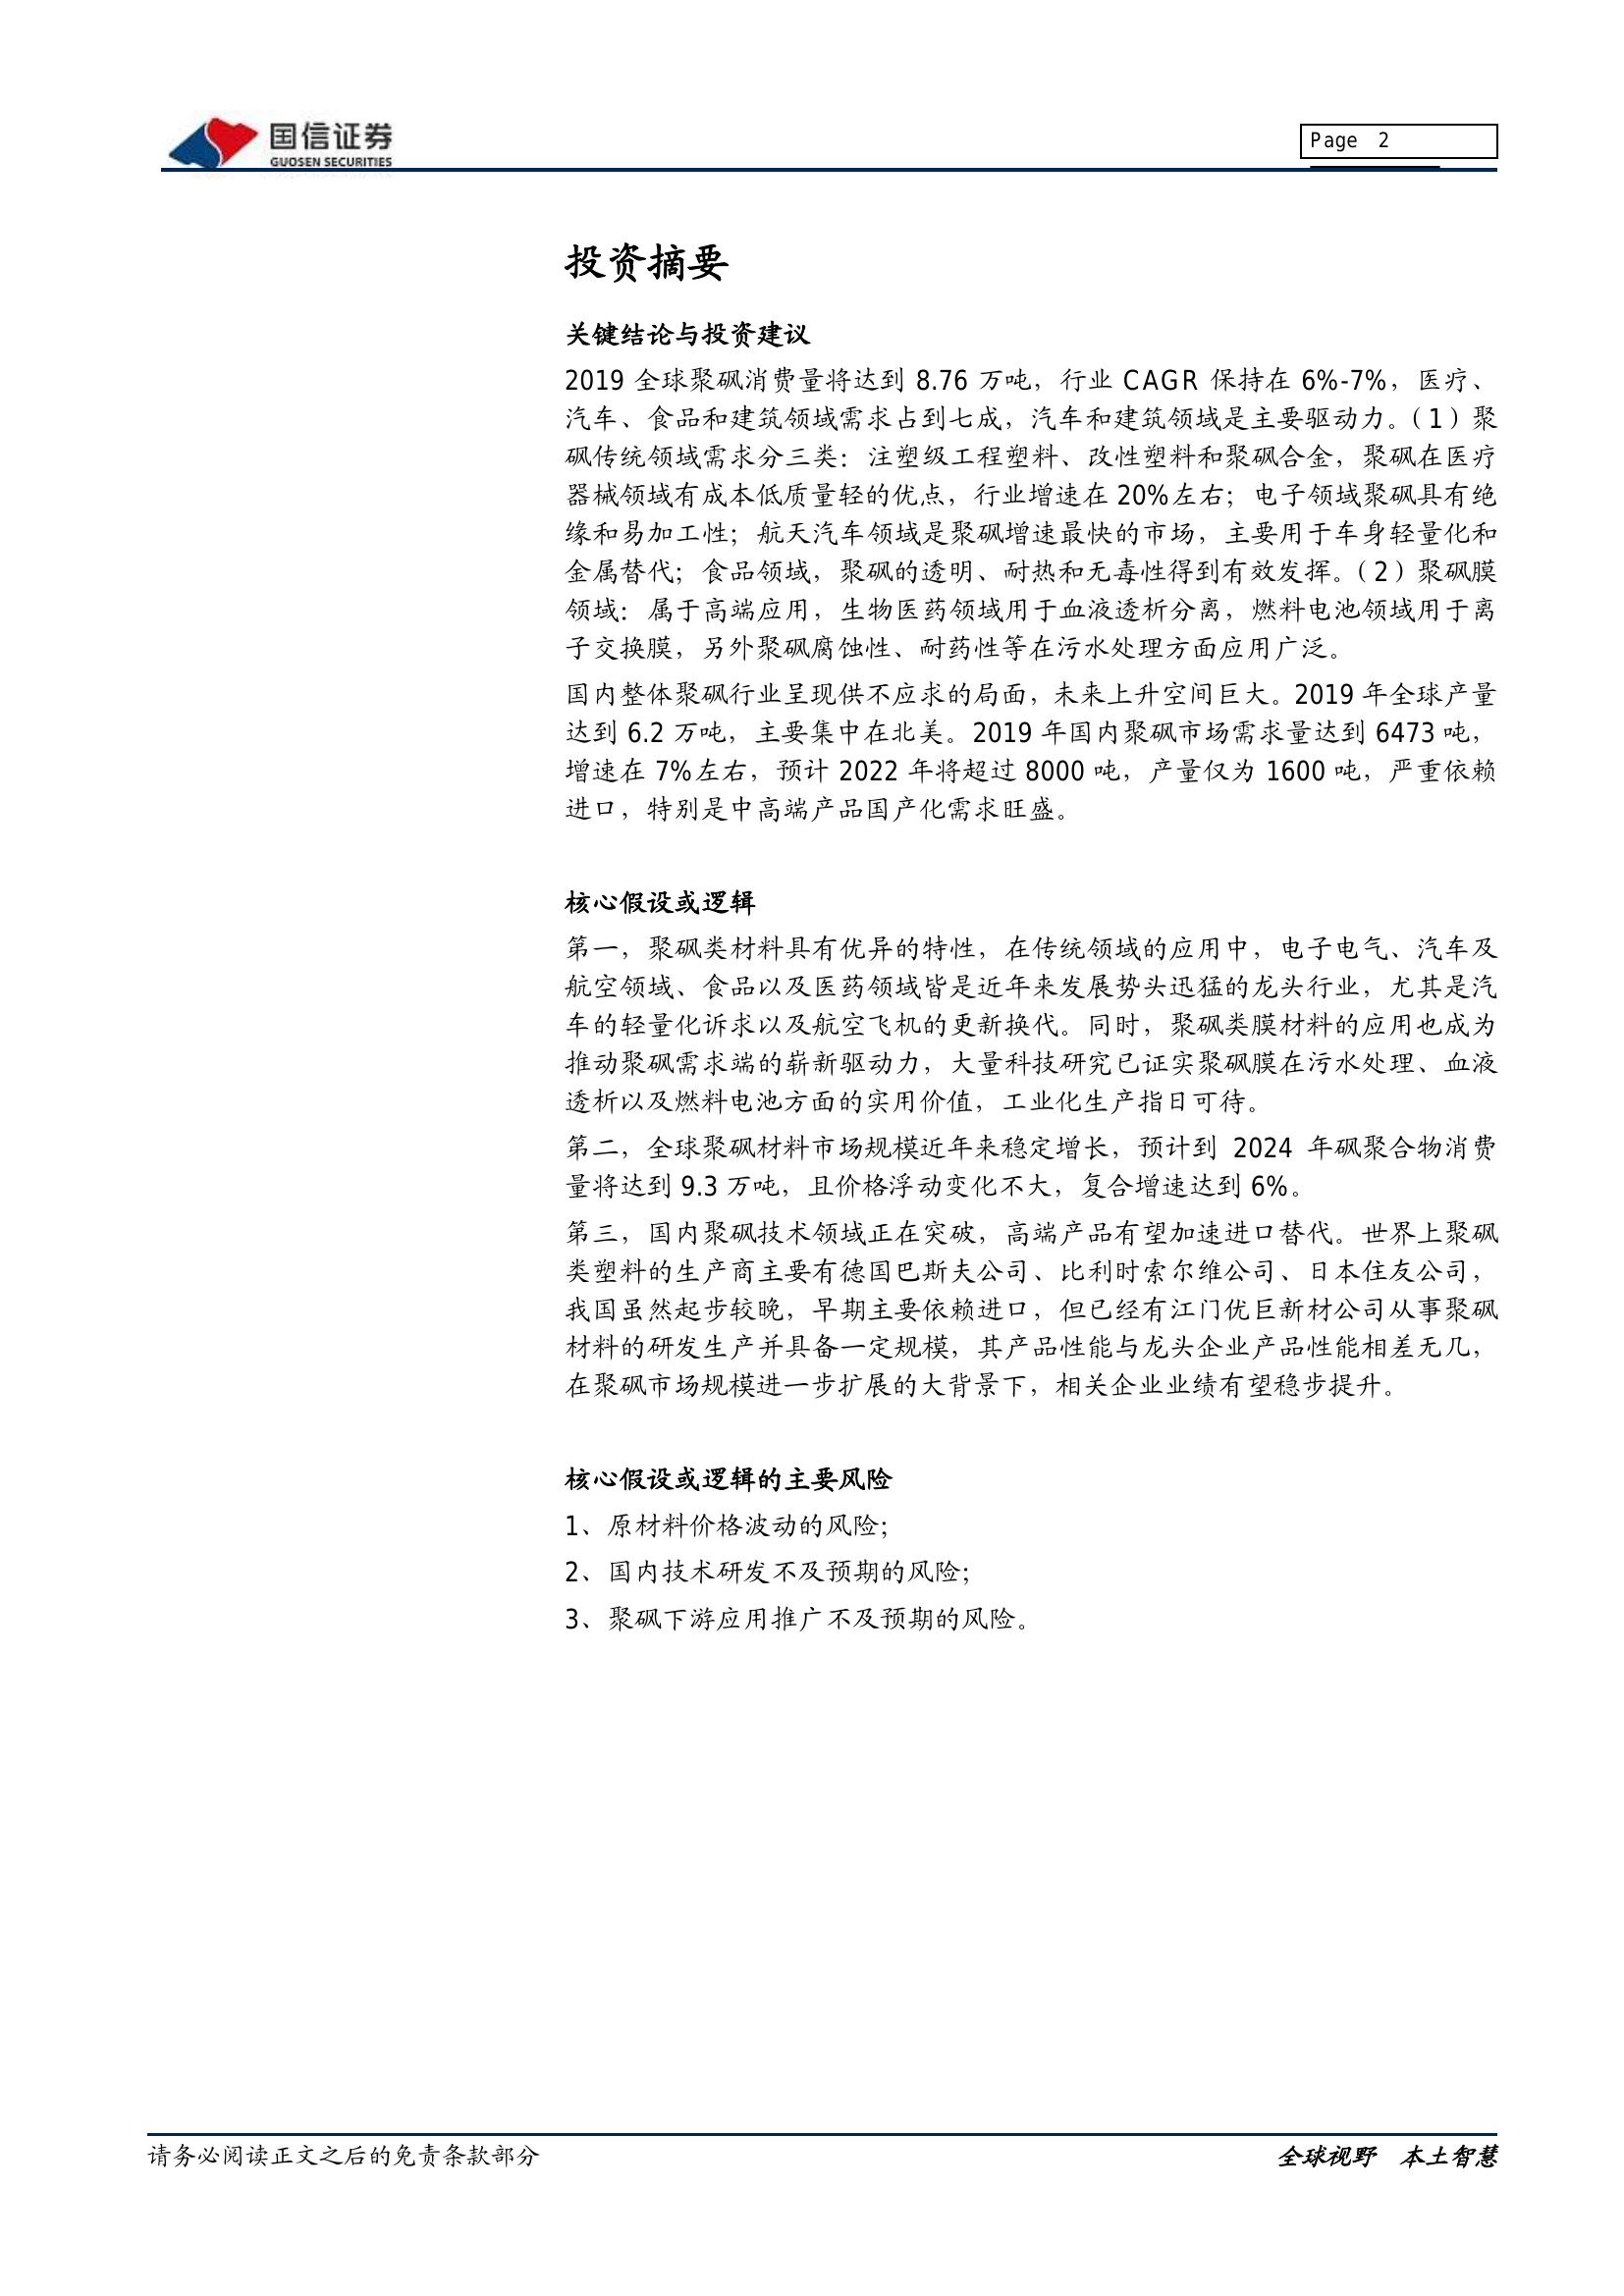 国信证券
GUOSEN SECURITIES
Page 2
投资摘要
关键结论与投资建议
2019 全球聚砜消费量将达到 8.76 万吨，行业 CAGR 保持在 6%-7%，医疗、
汽车、食品和建筑领域需求占到七成，汽车和建筑领域是主要驱动力。（1）聚
砜传统领域需求分三类：注塑级工程塑料、改性塑料和聚砜合金，聚砜在医疗
器械领域有成本低质量轻的优点，行业增速在 20%左右；电子领域聚砜具有绝
缘和易加工性；航天汽车领域是聚砜增速最快的市场，主要用于车身轻量化和
金属替代；食品领域，聚砜的透明、耐热和无毒性得到有效发挥。（2）聚砜膜
领域：属于高端应用，生物医药领域用于血液透析分离，燃料电池领域用于离
子交换膜，另外聚砜腐蚀性、耐药性等在污水处理方面应用广泛。
国内整体聚砜行业呈现供不应求的局面，未来上升空间巨大。2019 年全球产量
达到 6.2 万吨，主要集中在北美。2019 年国内聚砜市场需求量达到 6473 吨，
增速在 7%左右，预计 2022 年将超过 8000 吨，产量仅为 1600 吨，严重依赖
进口，特别是中高端产品国产化需求旺盛。
核心假设或逻辑
第一，聚砜类材料具有优异的特性，在传统领域的应用中，电子电气、汽车及
航空领域、食品以及医药领域皆是近年来发展势头迅猛的龙头行业，尤其是汽
车的轻量化诉求以及航空飞机的更新换代。同时，聚砜类膜材料的应用也成为
推动聚砜需求端的崭新驱动力，大量科技研究已证实聚砜膜在污水处理、血液
透析以及燃料电池方面的实用价值，工业化生产指日可待。
第二，全球聚砜材料市场规模近年来稳定增长，预计到 2024 年砜聚合物消费
量将达到 9.3 万吨，且价格浮动变化不大，复合增速达到 6%。
第三，国内聚砜技术领域正在突破，高端产品有望加速进口替代。世界上聚砜
类塑料的生产商主要有德国巴斯夫公司、比利时索尔维公司、日本住友公司，
我国虽然起步较晚，早期主要依赖进口，但已经有江门优巨新材公司从事聚砜
材料的研发生产并具备一定规模，其产品性能与龙头企业产品性能相差无几，
在聚砜市场规模进一步扩展的大背景下，相关企业业绩有望稳步提升。
核心假设或逻辑的主要风险
1、原材料价格波动的风险；
2、国内技术研发不及预期的风险；
3、聚砜下游应用推广不及预期的风险。
请务必阅读正文之后的免责条款部分
全球视野 本土智慧